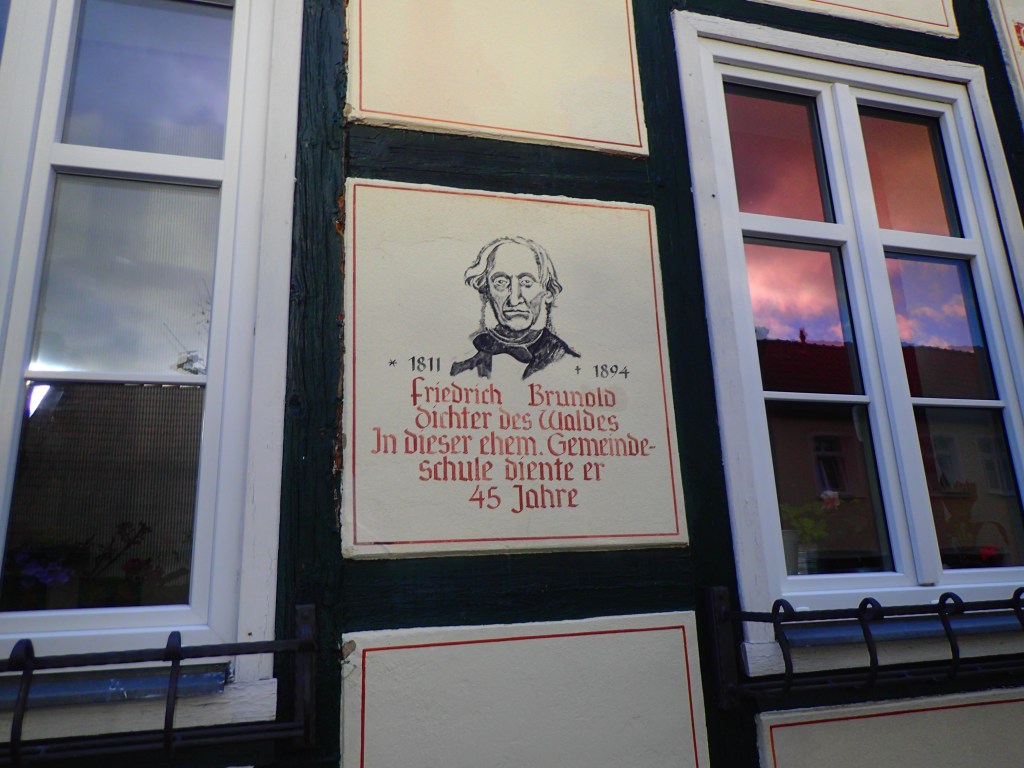 * 1811 † 1894
Friedrich Brunold
Dichter des Waldes
In dieser ehem. Gemeinde-
schule diente er
45 Jahre